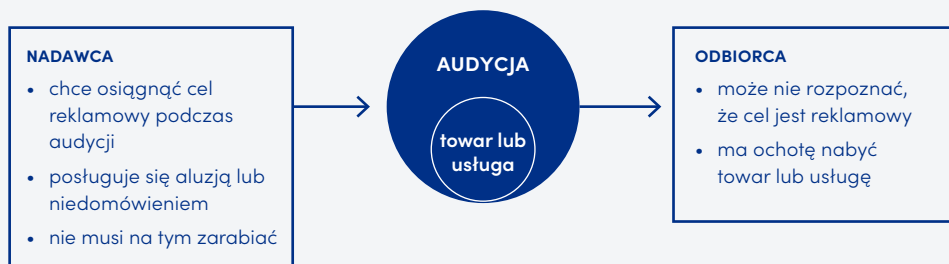 NADAWCA
• chce osiągnąć cel
reklamowy podczas
audycji
• posługuje się aluzją lub
niedomówieniem
• nie musi na tym zarabiać
AUDYCJA
towar lub
usługa
ODBIORCA
• może nie rozpoznać,
że cel jest reklamowy
• ma ochotę nabyć
towar lub usługę